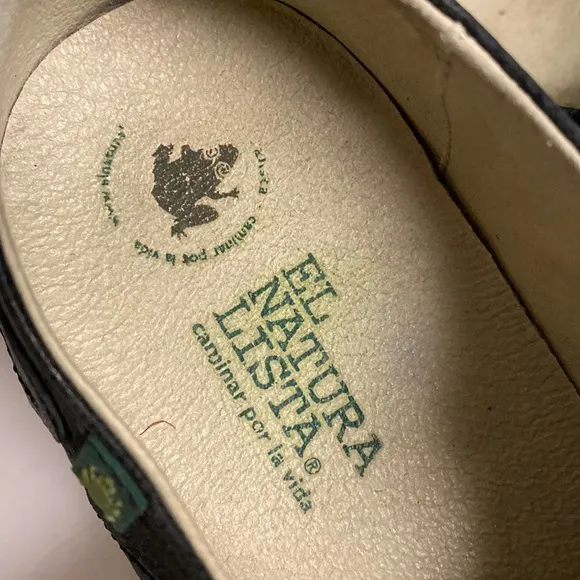 caminar por la vida
EL
NATURA
LISTA®
caminar por la vida